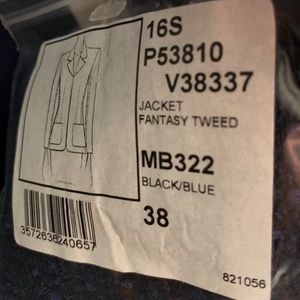 16S
P53810
V38337
JACKET
FANTASY TWEED
MB322
BLACK/BLUE
38
3572636240657
821056